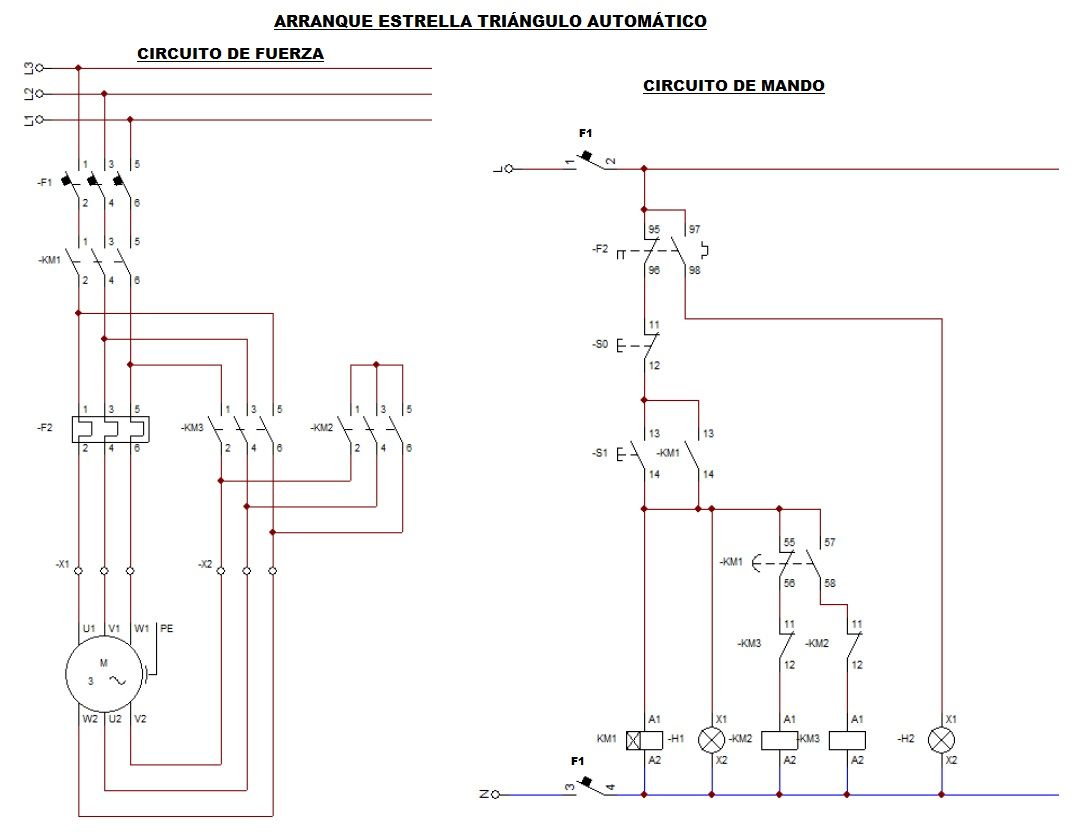 ARRANQUE ESTRELLA TRIÁNGULO AUTOMÁTICO
CIRCUITO DE FUERZA
L3
L2
L1
1 3 5
-F1
2 4 6
1 3 5
-KM1
2 4 6
1 3 5
-F2
2 4 6
1 3 5
-KM3
2 4 6
1 3 5
-KM2
2 4 6
-X1
-X2
U1 V1 W1 PE
M
3
W2 U2 V2
CIRCUITO DE MANDO
F1
L
1 2
95 97
-F2
96 98
11
-S0
12
13 13
-S1 -KM1
14 14
55 57
-KM1
56 58
11 11
-KM3 -KM2
12 12
A1 X1 A1 A1 X1
KM1 -H1 -KM2 -KM3 -H2
A2 X2 A2 A2 X2
F1
N
3 4